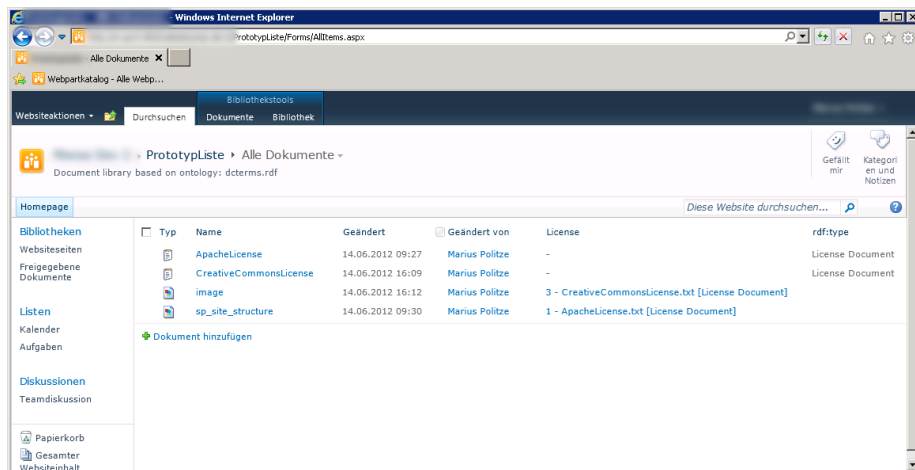 - Windows Internet Explorer
PrototypListe/Forms/AllItems.aspx
- Alle Dokumente
Webpartkatalog - Alle Webp...
Bibliothekstools
Websiteaktionen
Durchsuchen
Dokumente
Bibliothek
PrototypListe
Alle Dokumente
Document library based on ontology: dcterms.rdf
Gefällt
mir
Kategori
en und
Notizen
Homepage
Diese Website durchsuchen...
Bibliotheken
Websiteseiten
Freigegebene
Dokumente
Listen
Kalender
Aufgaben
Diskussionen
Teamdiskussion
Papierkorb
Gesamter
Websiteinhalt
Typ Name Geändert Geändert von License rdf:type
ApacheLicense 14.06.2012 09:27 Marius Politze - License Document
CreativeCommonsLicense 14.06.2012 16:09 Marius Politze - License Document
image 14.06.2012 16:12 Marius Politze 3 - CreativeCommonsLicense.txt [License Document]
sp_site_structure 14.06.2012 09:30 Marius Politze 1 - ApacheLicense.txt [License Document]
Dokument hinzufügen